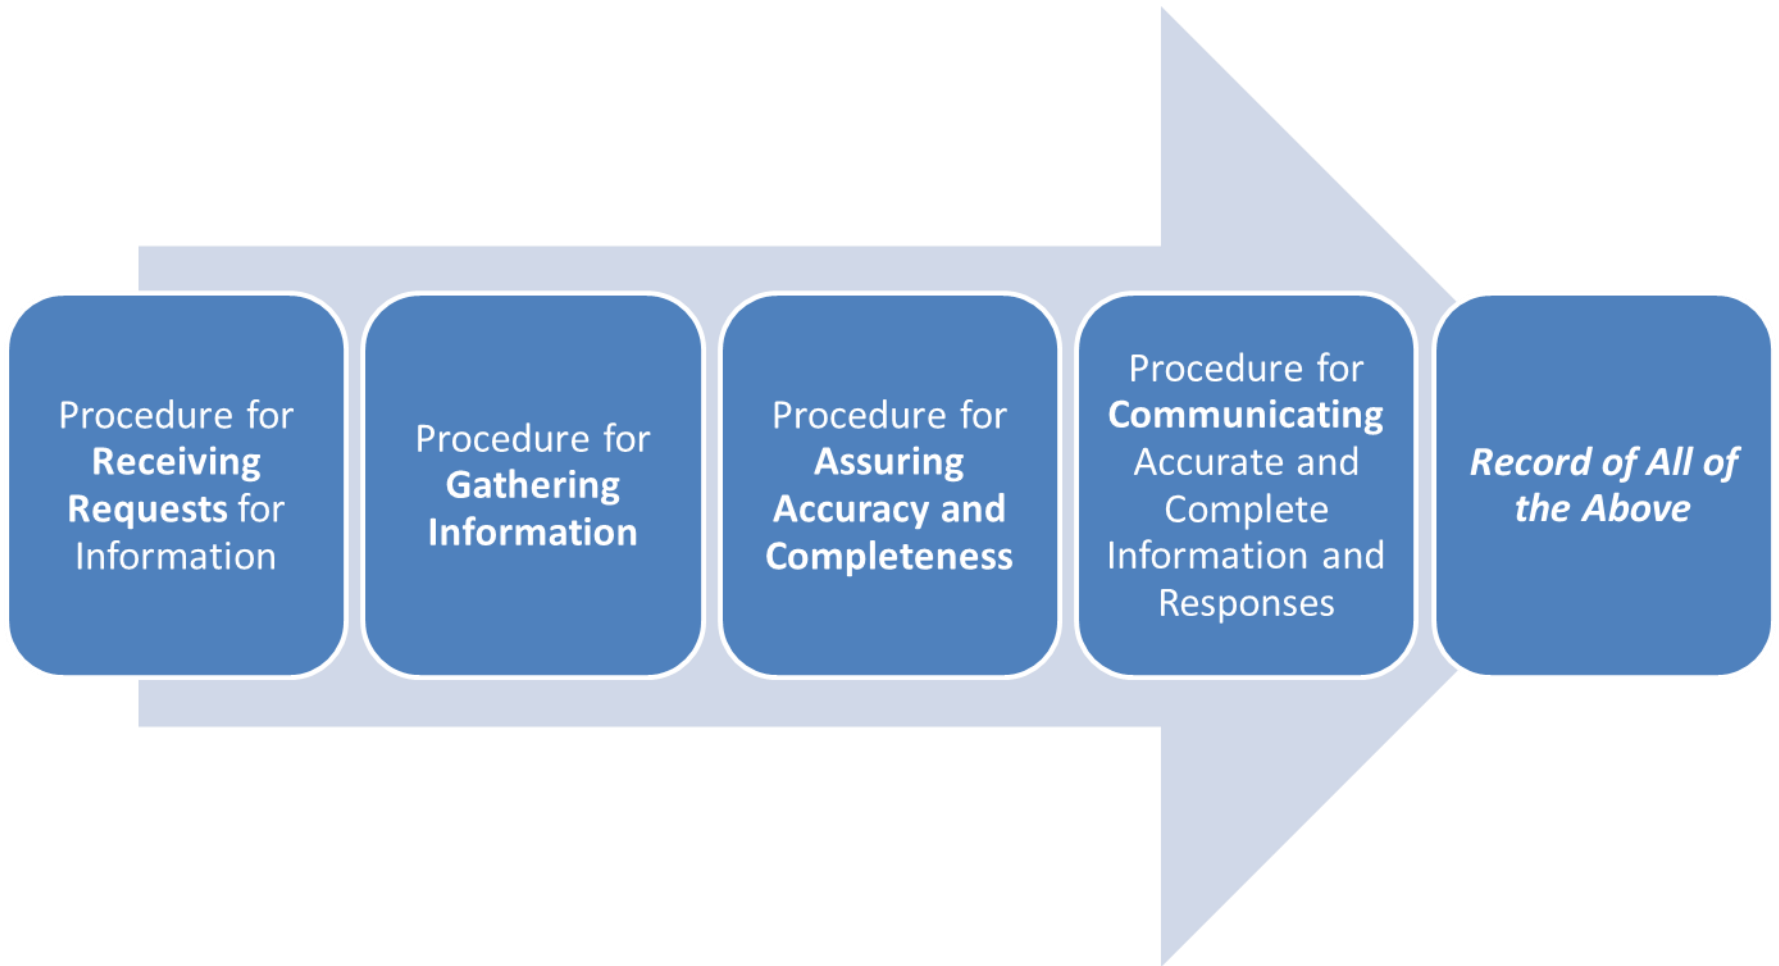 Procedure for
Receiving
Requests for
Information
Procedure for
Gathering
Information
Procedure for
Assuring
Accuracy and
Completeness
Procedure for
Communicating
Accurate and
Complete
Information and
Responses
Record of All of
the Above